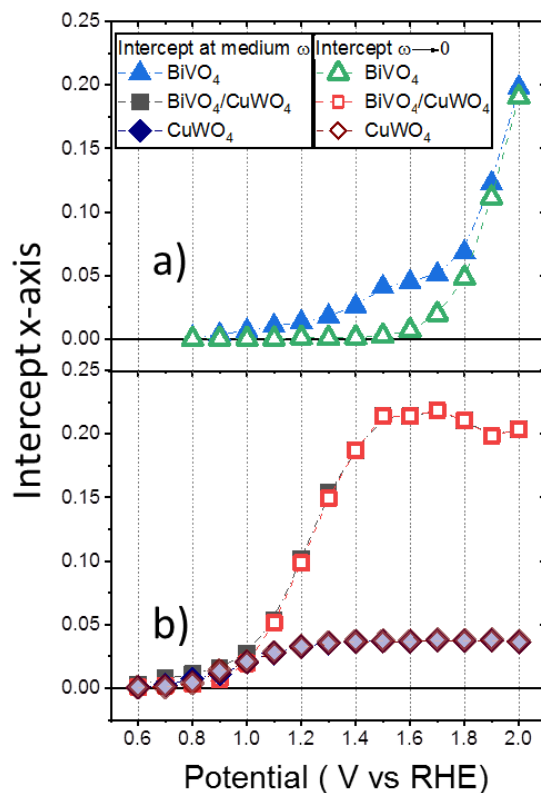 Intercept at medium ω
BiVO₄
BiVO₄/CuWO₄
CuWO₄
Intercept ω→0
BiVO₄
BiVO₄/CuWO₄
CuWO₄
0.25
0.20
0.15
0.10
0.05
0.00
a)
0.25
0.20
0.15
0.10
0.05
0.00
b)
Intercept x-axis
0.6 0.8 1.0 1.2 1.4 1.6 1.8 2.0
Potential ( V vs RHE)